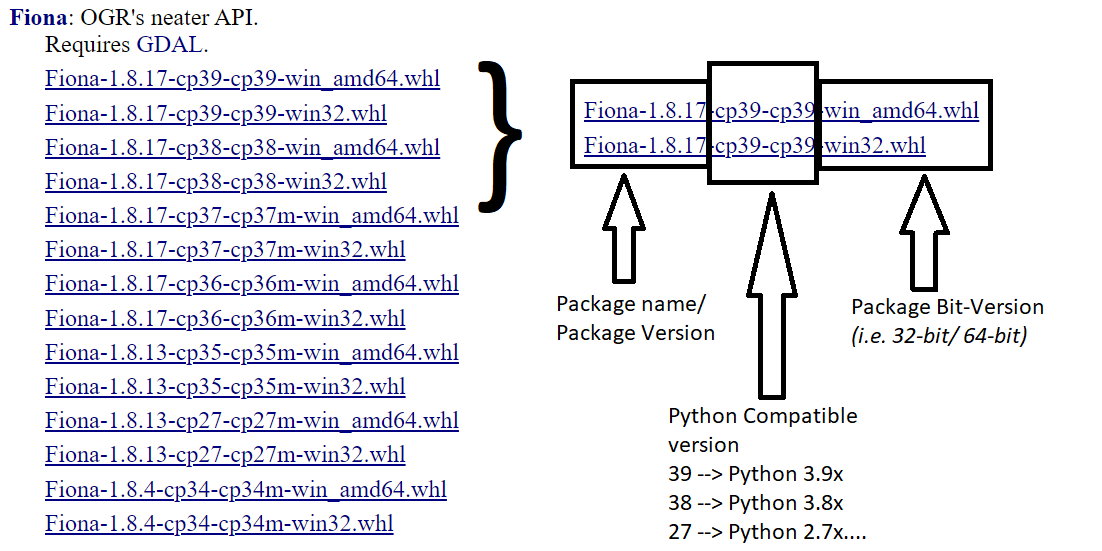 Fiona: OGR's neater API.
Requires GDAL.
Fiona-1.8.17-cp39-cp39-win_amd64.whl
Fiona-1.8.17-cp39-cp39-win32.whl
Fiona-1.8.17-cp38-cp38-win_amd64.whl
Fiona-1.8.17-cp38-cp38-win32.whl
Fiona-1.8.17-cp37-cp37m-win_amd64.whl
Fiona-1.8.17-cp37-cp37m-win32.whl
Fiona-1.8.17-cp36-cp36m-win_amd64.whl
Fiona-1.8.17-cp36-cp36m-win32.whl
Fiona-1.8.13-cp35-cp35m-win_amd64.whl
Fiona-1.8.13-cp35-cp35m-win32.whl
Fiona-1.8.13-cp27-cp27m-win_amd64.whl
Fiona-1.8.13-cp27-cp27m-win32.whl
Fiona-1.8.4-cp34-cp34m-win_amd64.whl
Fiona-1.8.4-cp34-cp34m-win32.whl
}
Fiona-1.8.17-cp39-cp39-win_amd64.whl
Fiona-1.8.17-cp39-cp39-win32.whl
Package name/
Package Version
Python Compatible
version
39 --> Python 3.9x
38 --> Python 3.8x
27 --> Python 2.7x....
Package Bit-Version
(i.e. 32-bit/ 64-bit)